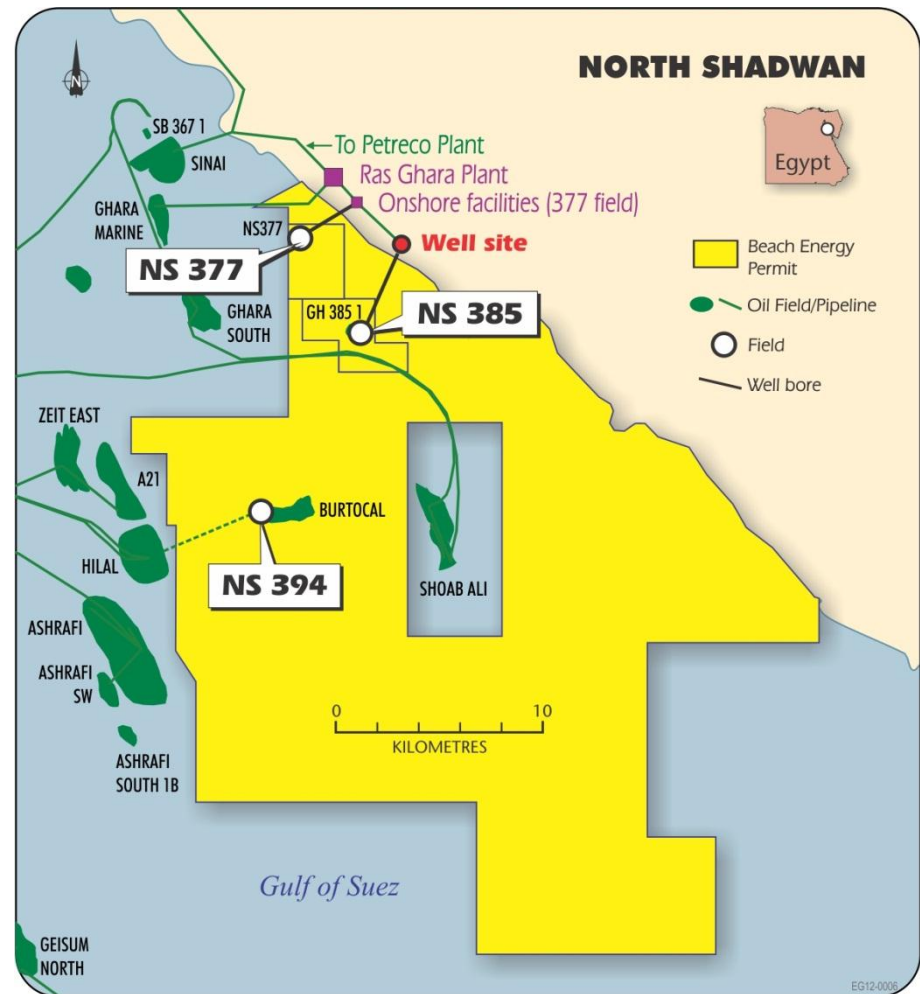 NORTH SHADWAN
N
SB 367 1
SINAI
To Petreco Plant
Egypt
Ras Ghara Plant
Onshore facilities (377 field)
GHARA
MARINE
NS377
Well site
NS 377
Beach Energy
Permit
GH 385 1
NS 385
GHARA
SOUTH
Oil Field/Pipeline
Field
Well bore
ZEIT EAST
A21
BURTOCAL
HILAL
NS 394
SHOAB ALI
ASHRAFI
ASHRAFI
SW
0 10
KILOMETRES
ASHRAFI
SOUTH 1B
Gulf of Suez
GEISUM
NORTH
EG12-0006